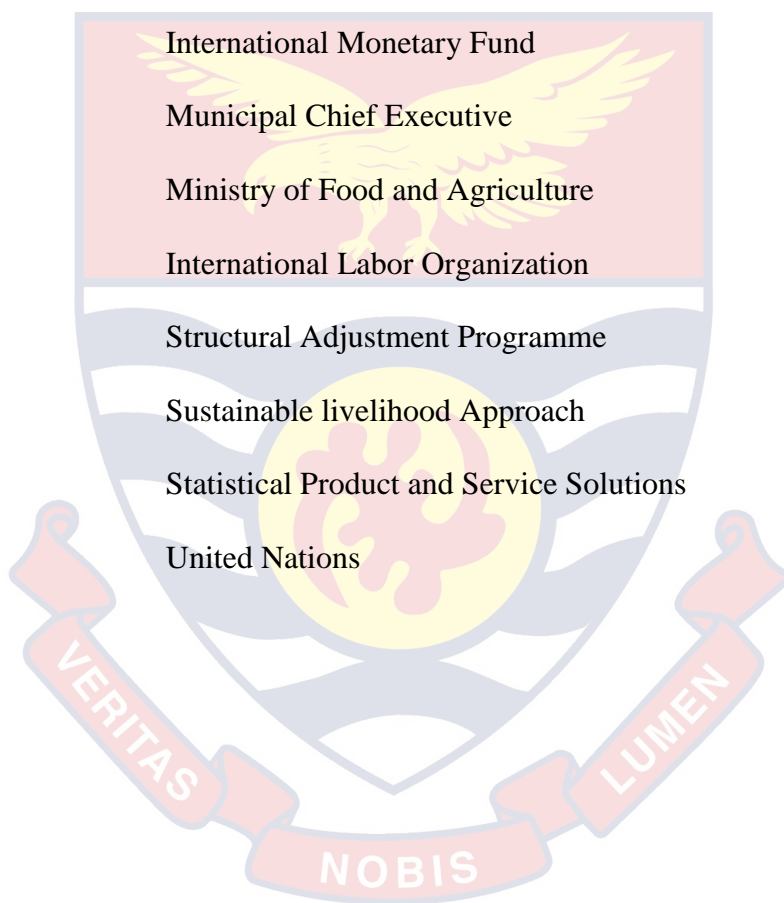 International Monetary Fund
Municipal Chief Executive
Ministry of Food and Agriculture
International Labor Organization
Structural Adjustment Programme
Sustainable livelihood Approach
Statistical Product and Service Solutions
United Nations
VERITAS
NOBIS
LUMEN